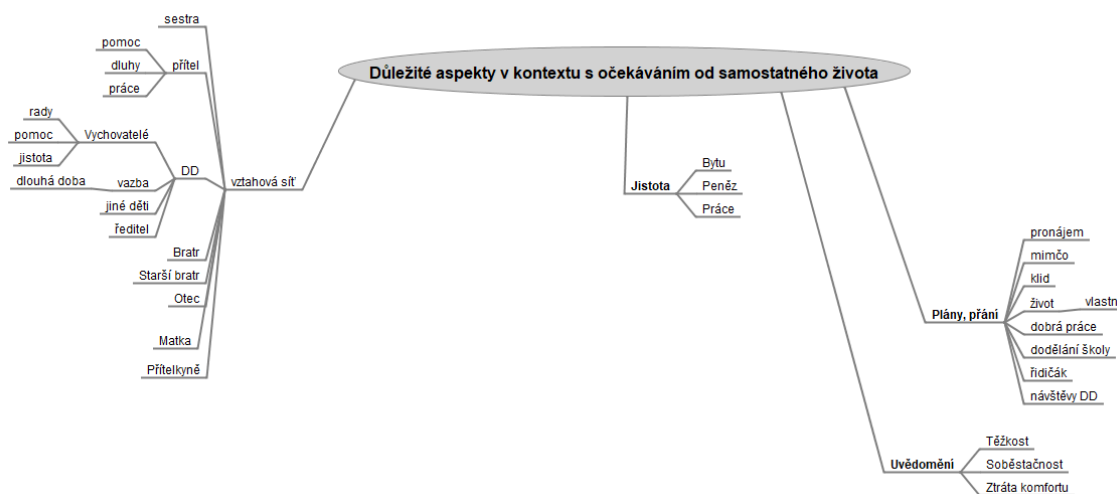 Důležité aspekty v kontextu s očekáváním od samostatného života
vztahová síť
sestra
přítel
pomoc
dluhy
práce
DD
Vychovatelé
rady
pomoc
jistota
vazba
dlouhá doba
jiné děti
ředitel
Bratr
Starší bratr
Otec
Matka
Přítelkyně
Jistota
Bytu
Peněz
Práce
Plány, přání
pronájem
mimčo
klid
život
vlastn
dobrá práce
dodělání školy
řidičák
návštěvy DD
Uvědomění
Těžkost
Soběstačnost
Ztráta komfortu